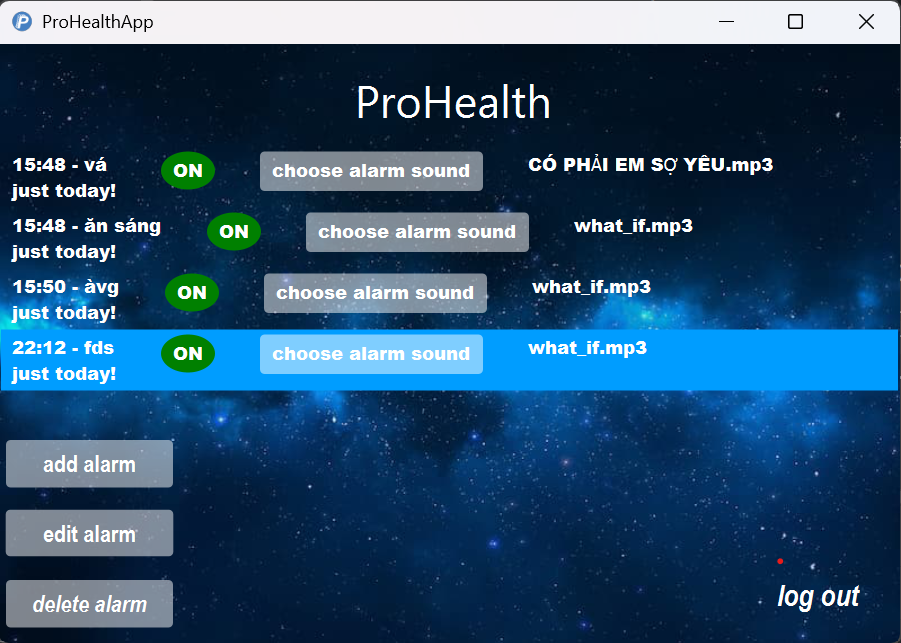 ProHealthApp
ProHealth
15:48 - vá
just today!
ON
choose alarm sound
CÓ PHẢI EM SỢ YÊU.mp3
15:48 - ăn sáng
just today!
ON
choose alarm sound
what_if.mp3
15:50 - àvg
just today!
ON
choose alarm sound
what_if.mp3
22:12 - fds
just today!
ON
choose alarm sound
what_if.mp3
add alarm
edit alarm
delete alarm
log out